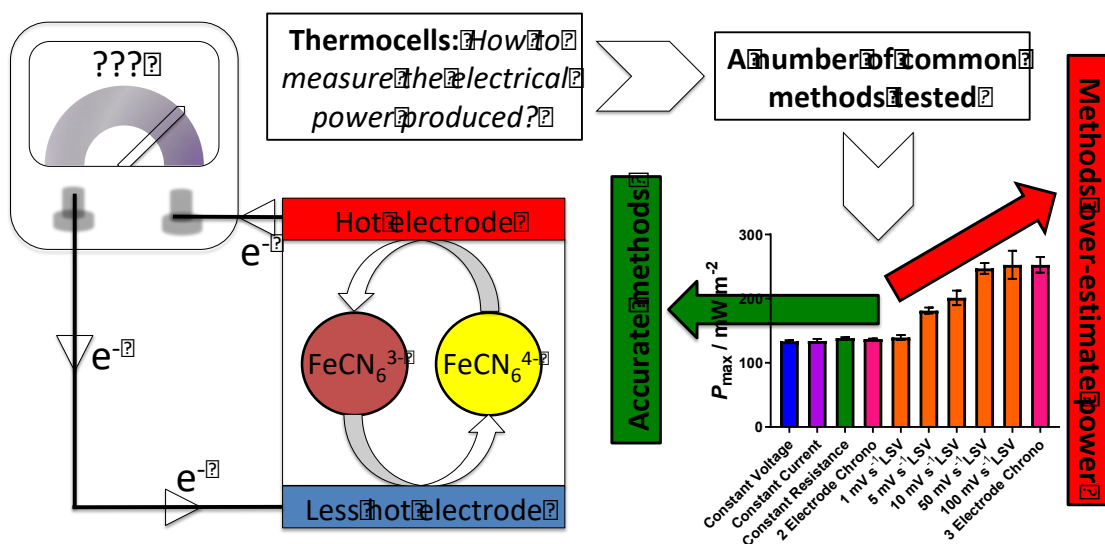 ???
Thermocells: How to
measure the electrical
power produced?
A number of common
methods tested
Hot electrode
e-
e-
e-
FeCN6 3-
FeCN6 4-
Less hot electrode
Accurate methods
Methods over-estimate power
Pmax / mW m-2
300
200
100
0
Constant Voltage
Constant Current
Constant Resistance
2 Electrode Chrono
1 mV s-1 LSV
5 mV s-1 LSV
10 mV s-1 LSV
50 mV s-1 LSV
100 mV s-1 LSV
3 Electrode Chrono